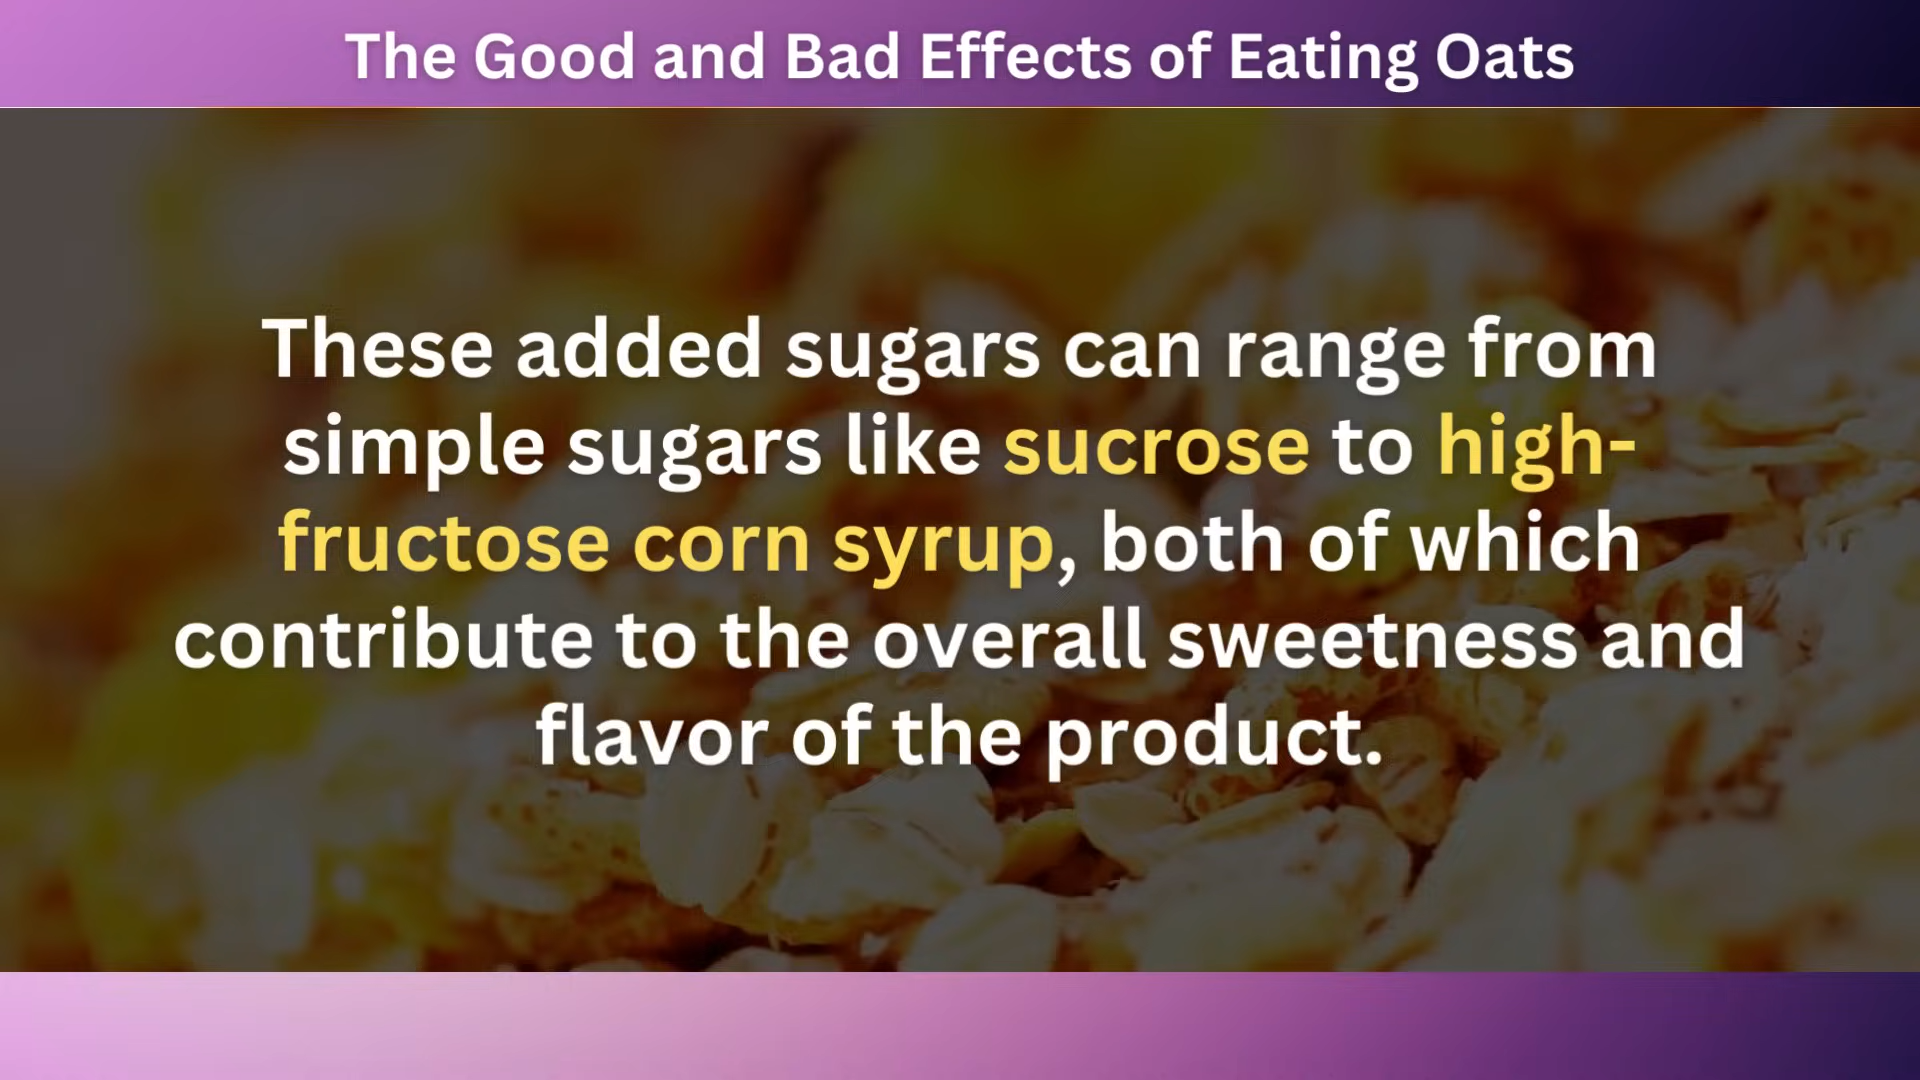 The Good and Bad Effects of Eating Oats
These added sugars can range from
simple sugars like sucrose to high-
fructose corn syrup, both of which
contribute to the overall sweetness and
flavor of the product.